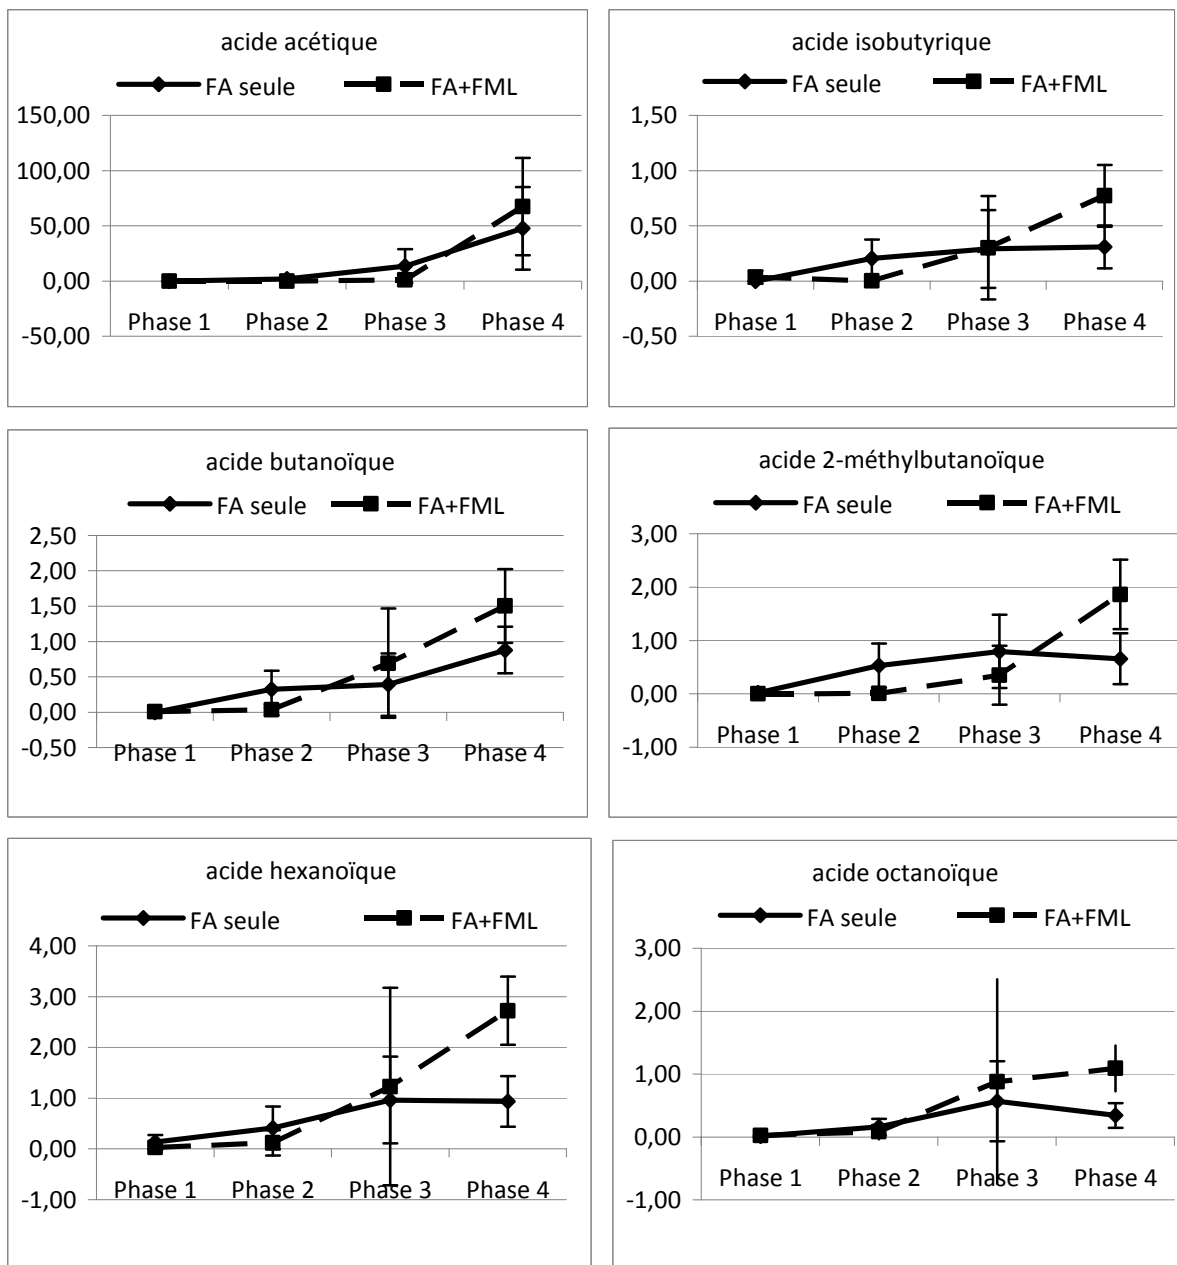 acide acétique
FA seule FA+FML
150,00
100,00
50,00
0,00
-50,00
Phase 1 Phase 2 Phase 3 Phase 4
acide isobutyrique
FA seule FA+FML
1,50
1,00
0,50
0,00
-0,50
Phase 1 Phase 2 Phase 3 Phase 4
acide butanoïque
FA seule FA+FML
2,50
2,00
1,50
1,00
0,50
0,00
-0,50
Phase 1 Phase 2 Phase 3 Phase 4
acide 2-méthylbutanoïque
FA seule FA+FML
3,00
2,00
1,00
0,00
-1,00
Phase 1 Phase 2 Phase 3 Phase 4
acide hexanoïque
FA seule FA+FML
4,00
3,00
2,00
1,00
0,00
-1,00
Phase 1 Phase 2 Phase 3 Phase 4
acide octanoïque
FA seule FA+FML
3,00
2,00
1,00
0,00
-1,00
Phase 1 Phase 2 Phase 3 Phase 4